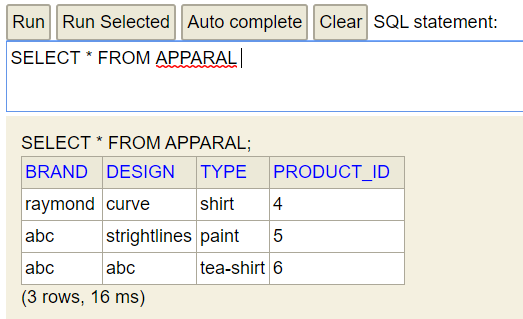 Run Run Selected Auto complete Clear SQL statement:
SELECT * FROM APPARAL
SELECT * FROM APPARAL;
BRAND DESIGN TYPE PRODUCT_ID
raymond curve shirt 4
abc strightlines paint 5
abc abc tea-shirt 6
(3 rows, 16 ms)